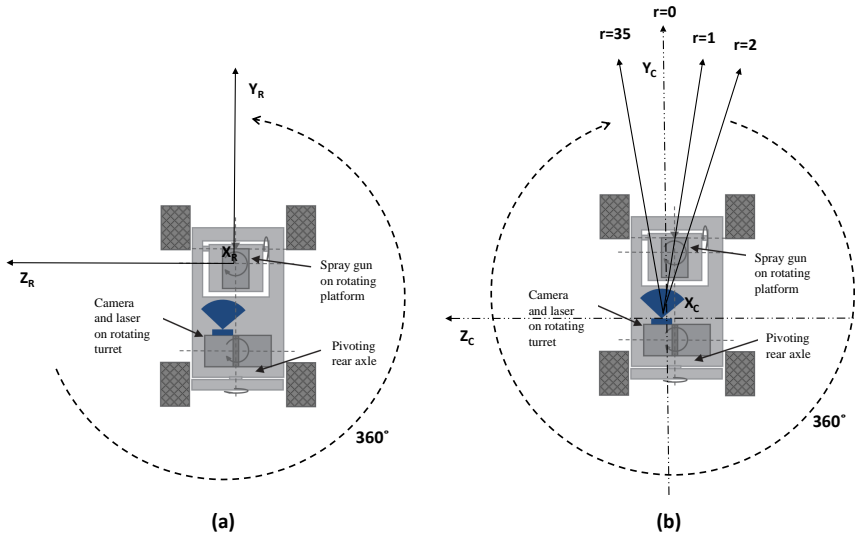 Y_R
X_R
Z_R
Spray gun
on rotating
platform
Camera
and laser
on rotating
turret
Pivoting
rear axle
360°
(a)
r=0
r=35
r=1
r=2
Y_C
Spray gun
on rotating
platform
Camera
and laser
on rotating
turret
X_C
Z_C
Pivoting
rear axle
360°
(b)